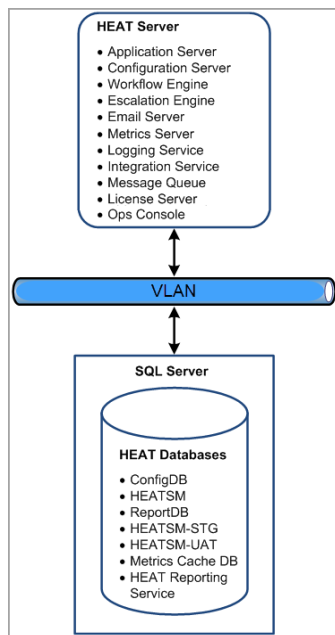 HEAT Server
• Application Server
• Configuration Server
• Workflow Engine
• Escalation Engine
• Email Server
• Metrics Server
• Logging Service
• Integration Service
• Message Queue
• License Server
• Ops Console
VLAN
SQL Server
HEAT Databases
• ConfigDB
• HEATSM
• ReportDB
• HEATSM-STG
• HEATSM-UAT
• Metrics Cache DB
• HEAT Reporting
Service